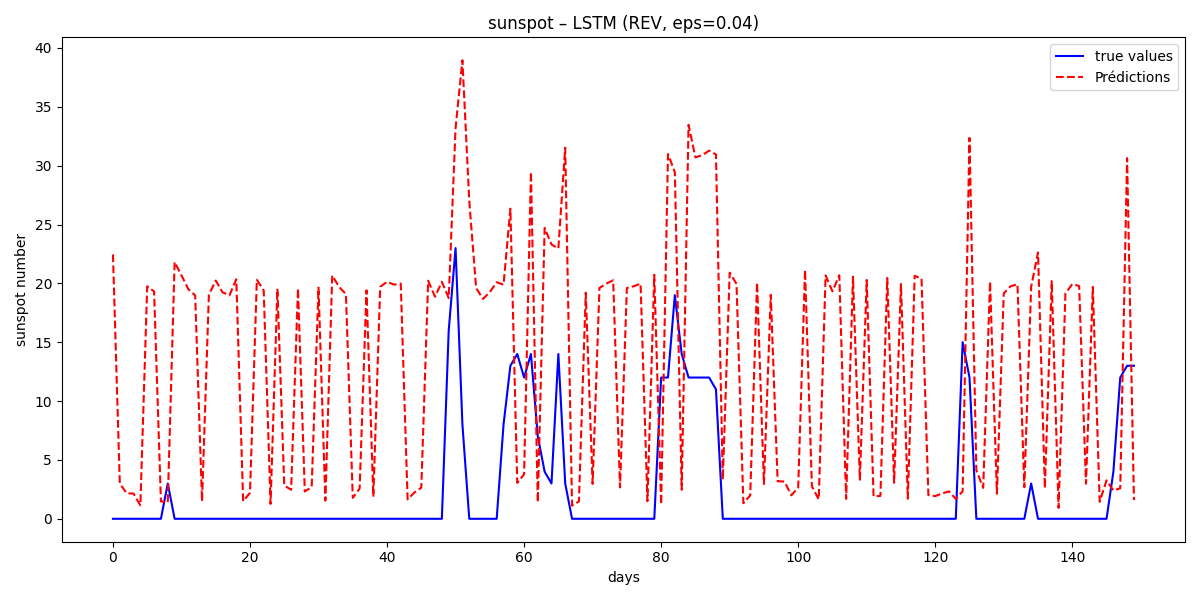 sunspot – LSTM (REV, eps=0.04)
true values
Prédictions
sunspot number
40
35
30
25
20
15
10
5
0
0 20 40 60 80 100 120 140
days